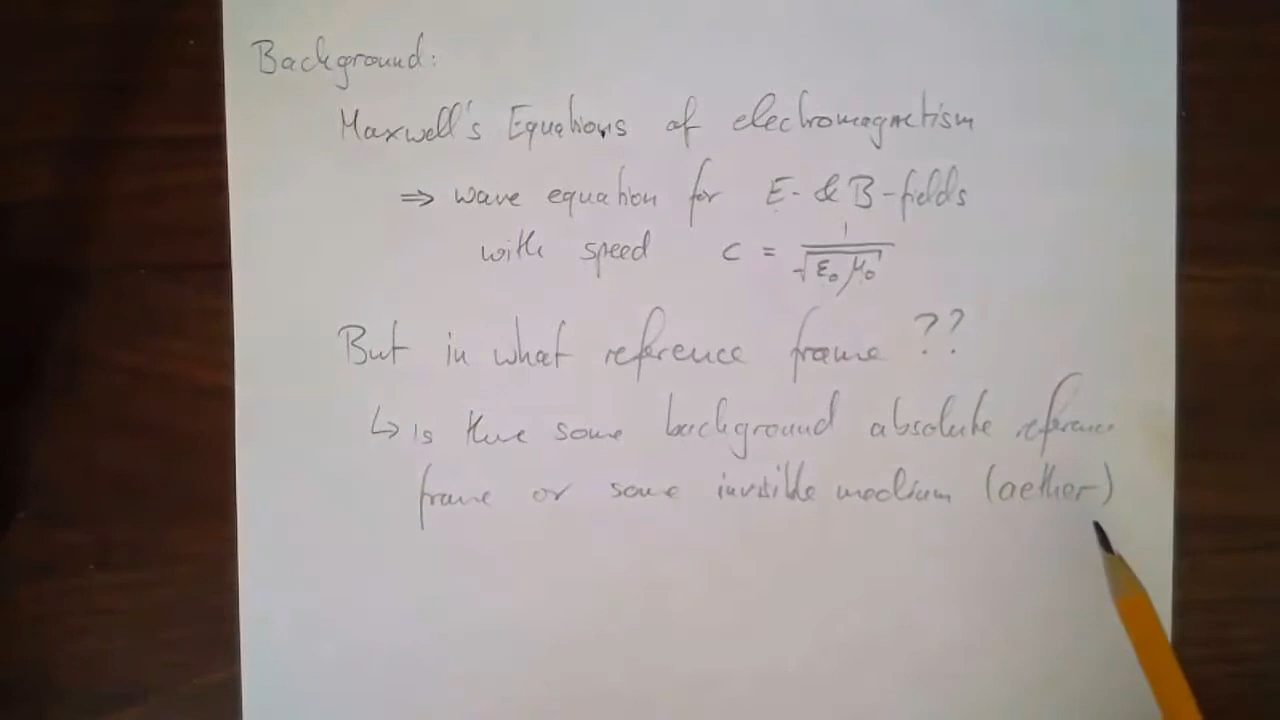 Background:
Maxwell's Equations of electromagnetism
⇒ wave equation for E- & B-fields
with speed c = 1/√ε₀μ₀
But in what reference frame ??
↳ is there some background absolute reference
frame or some invisible medium (aether)